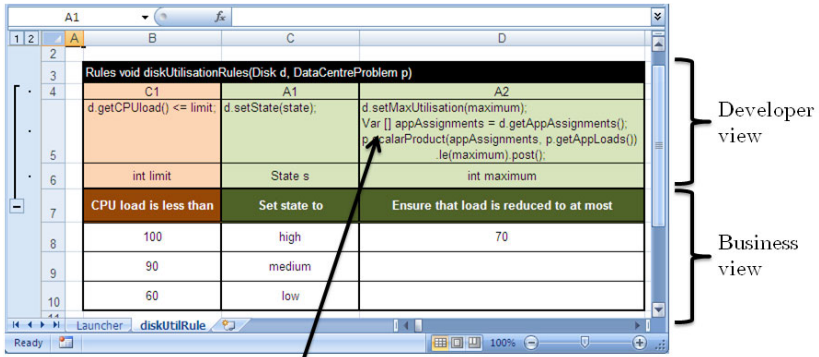 A1
fx
1 2
A B C D
2
3 Rules void diskUtilisationRules(Disk d, DataCentreProblem p)
4 C1 A1 A2
d.getCPUload() <= limit; d.setState(state); d.setMaxUtilisation(maximum);
Var [] appAssignments = d.getAppAssignments();
p.scalarProduct(appAssignments, p.getAppLoads())
5 .le(maximum).post();
6 int limit State s int maximum
7 CPU load is less than Set state to Ensure that load is reduced to at most
8 100 high 70
9 90 medium
10 60 low
11
Launcher diskUtilRule
Ready 100%
Developer
view
Business
view